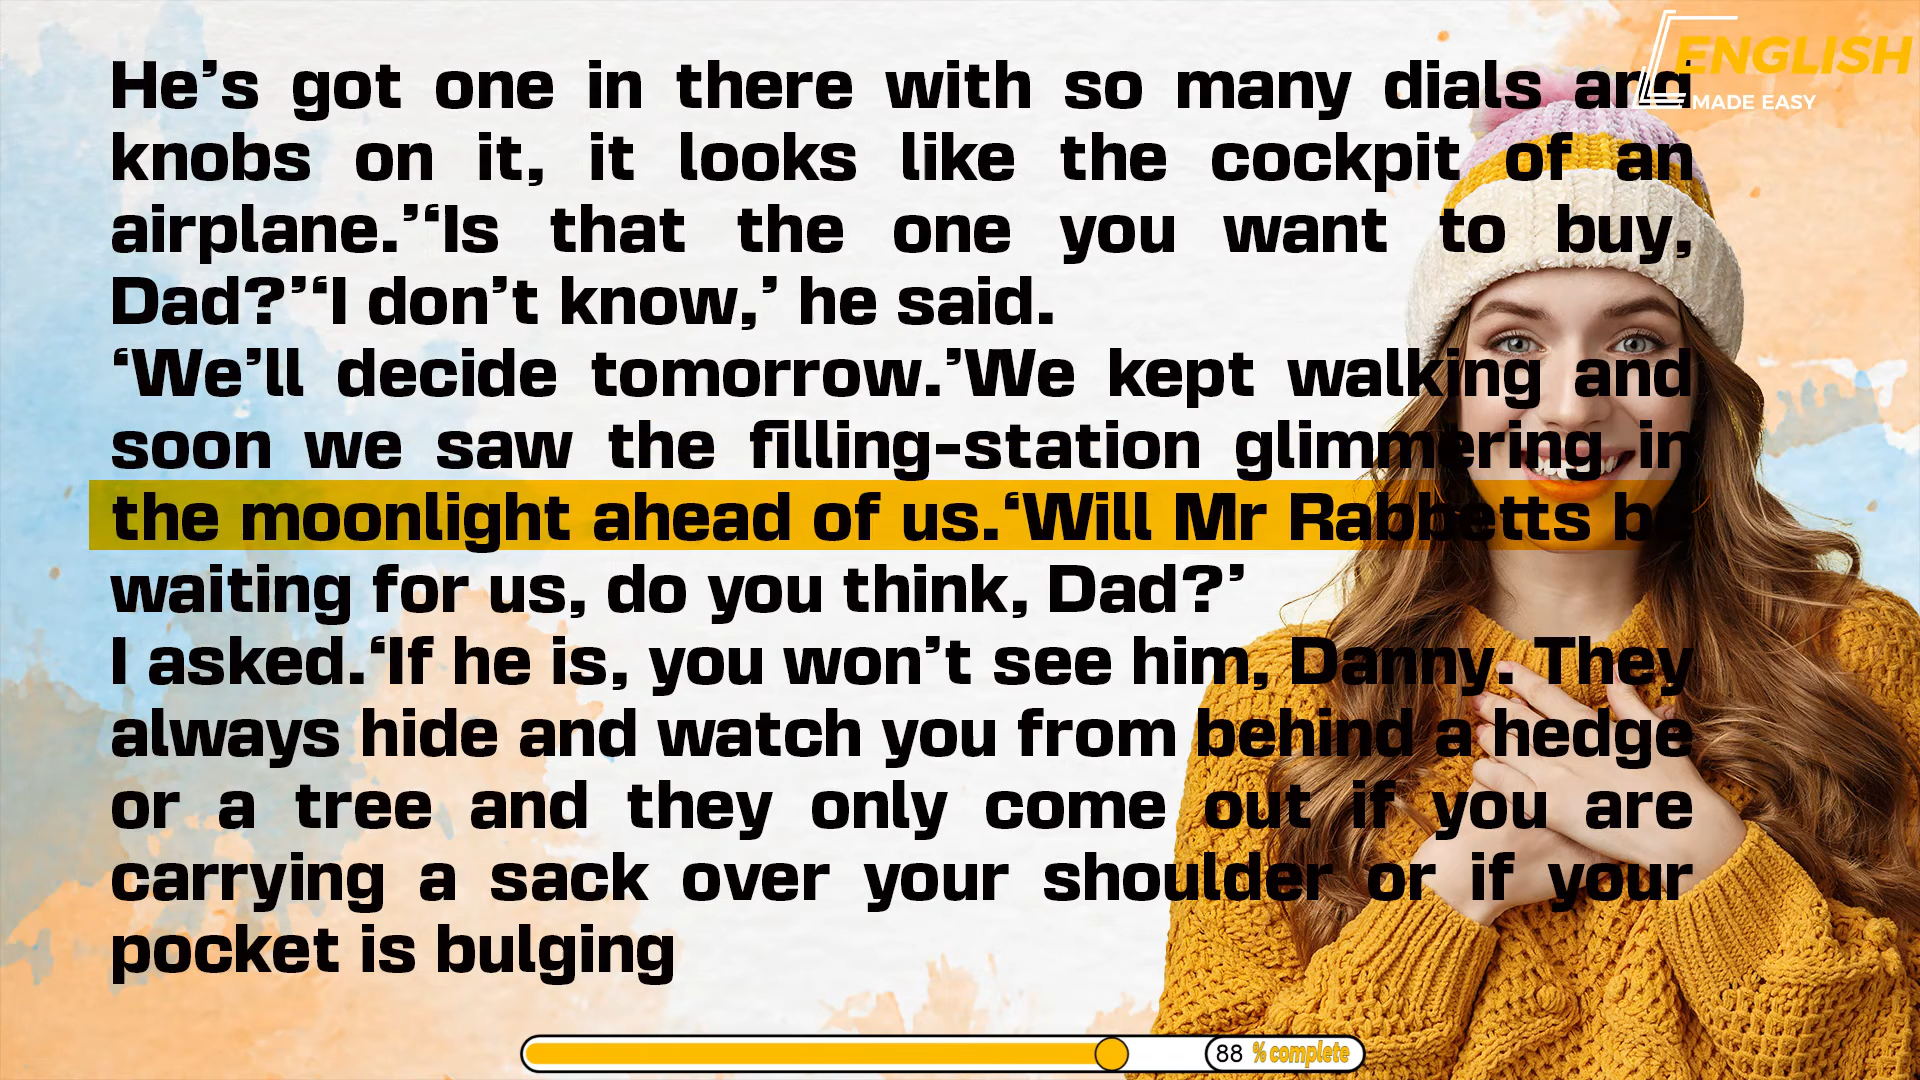 He’s got one in there with so many dials and
knobs on it, it looks like the cockpit of an
airplane.’‘Is that the one you want to buy,
Dad?’‘I don’t know,’ he said.
‘We’ll decide tomorrow.’We kept walking and
soon we saw the filling-station glimmering in
the moonlight ahead of us.‘Will Mr Rabbetts be
waiting for us, do you think, Dad?’
I asked.‘If he is, you won’t see him, Danny. They
always hide and watch you from behind a hedge
or a tree and they only come out if you are
carrying a sack over your shoulder or if your
pocket is bulging
ENGLISH
MADE EASY
88 % complete